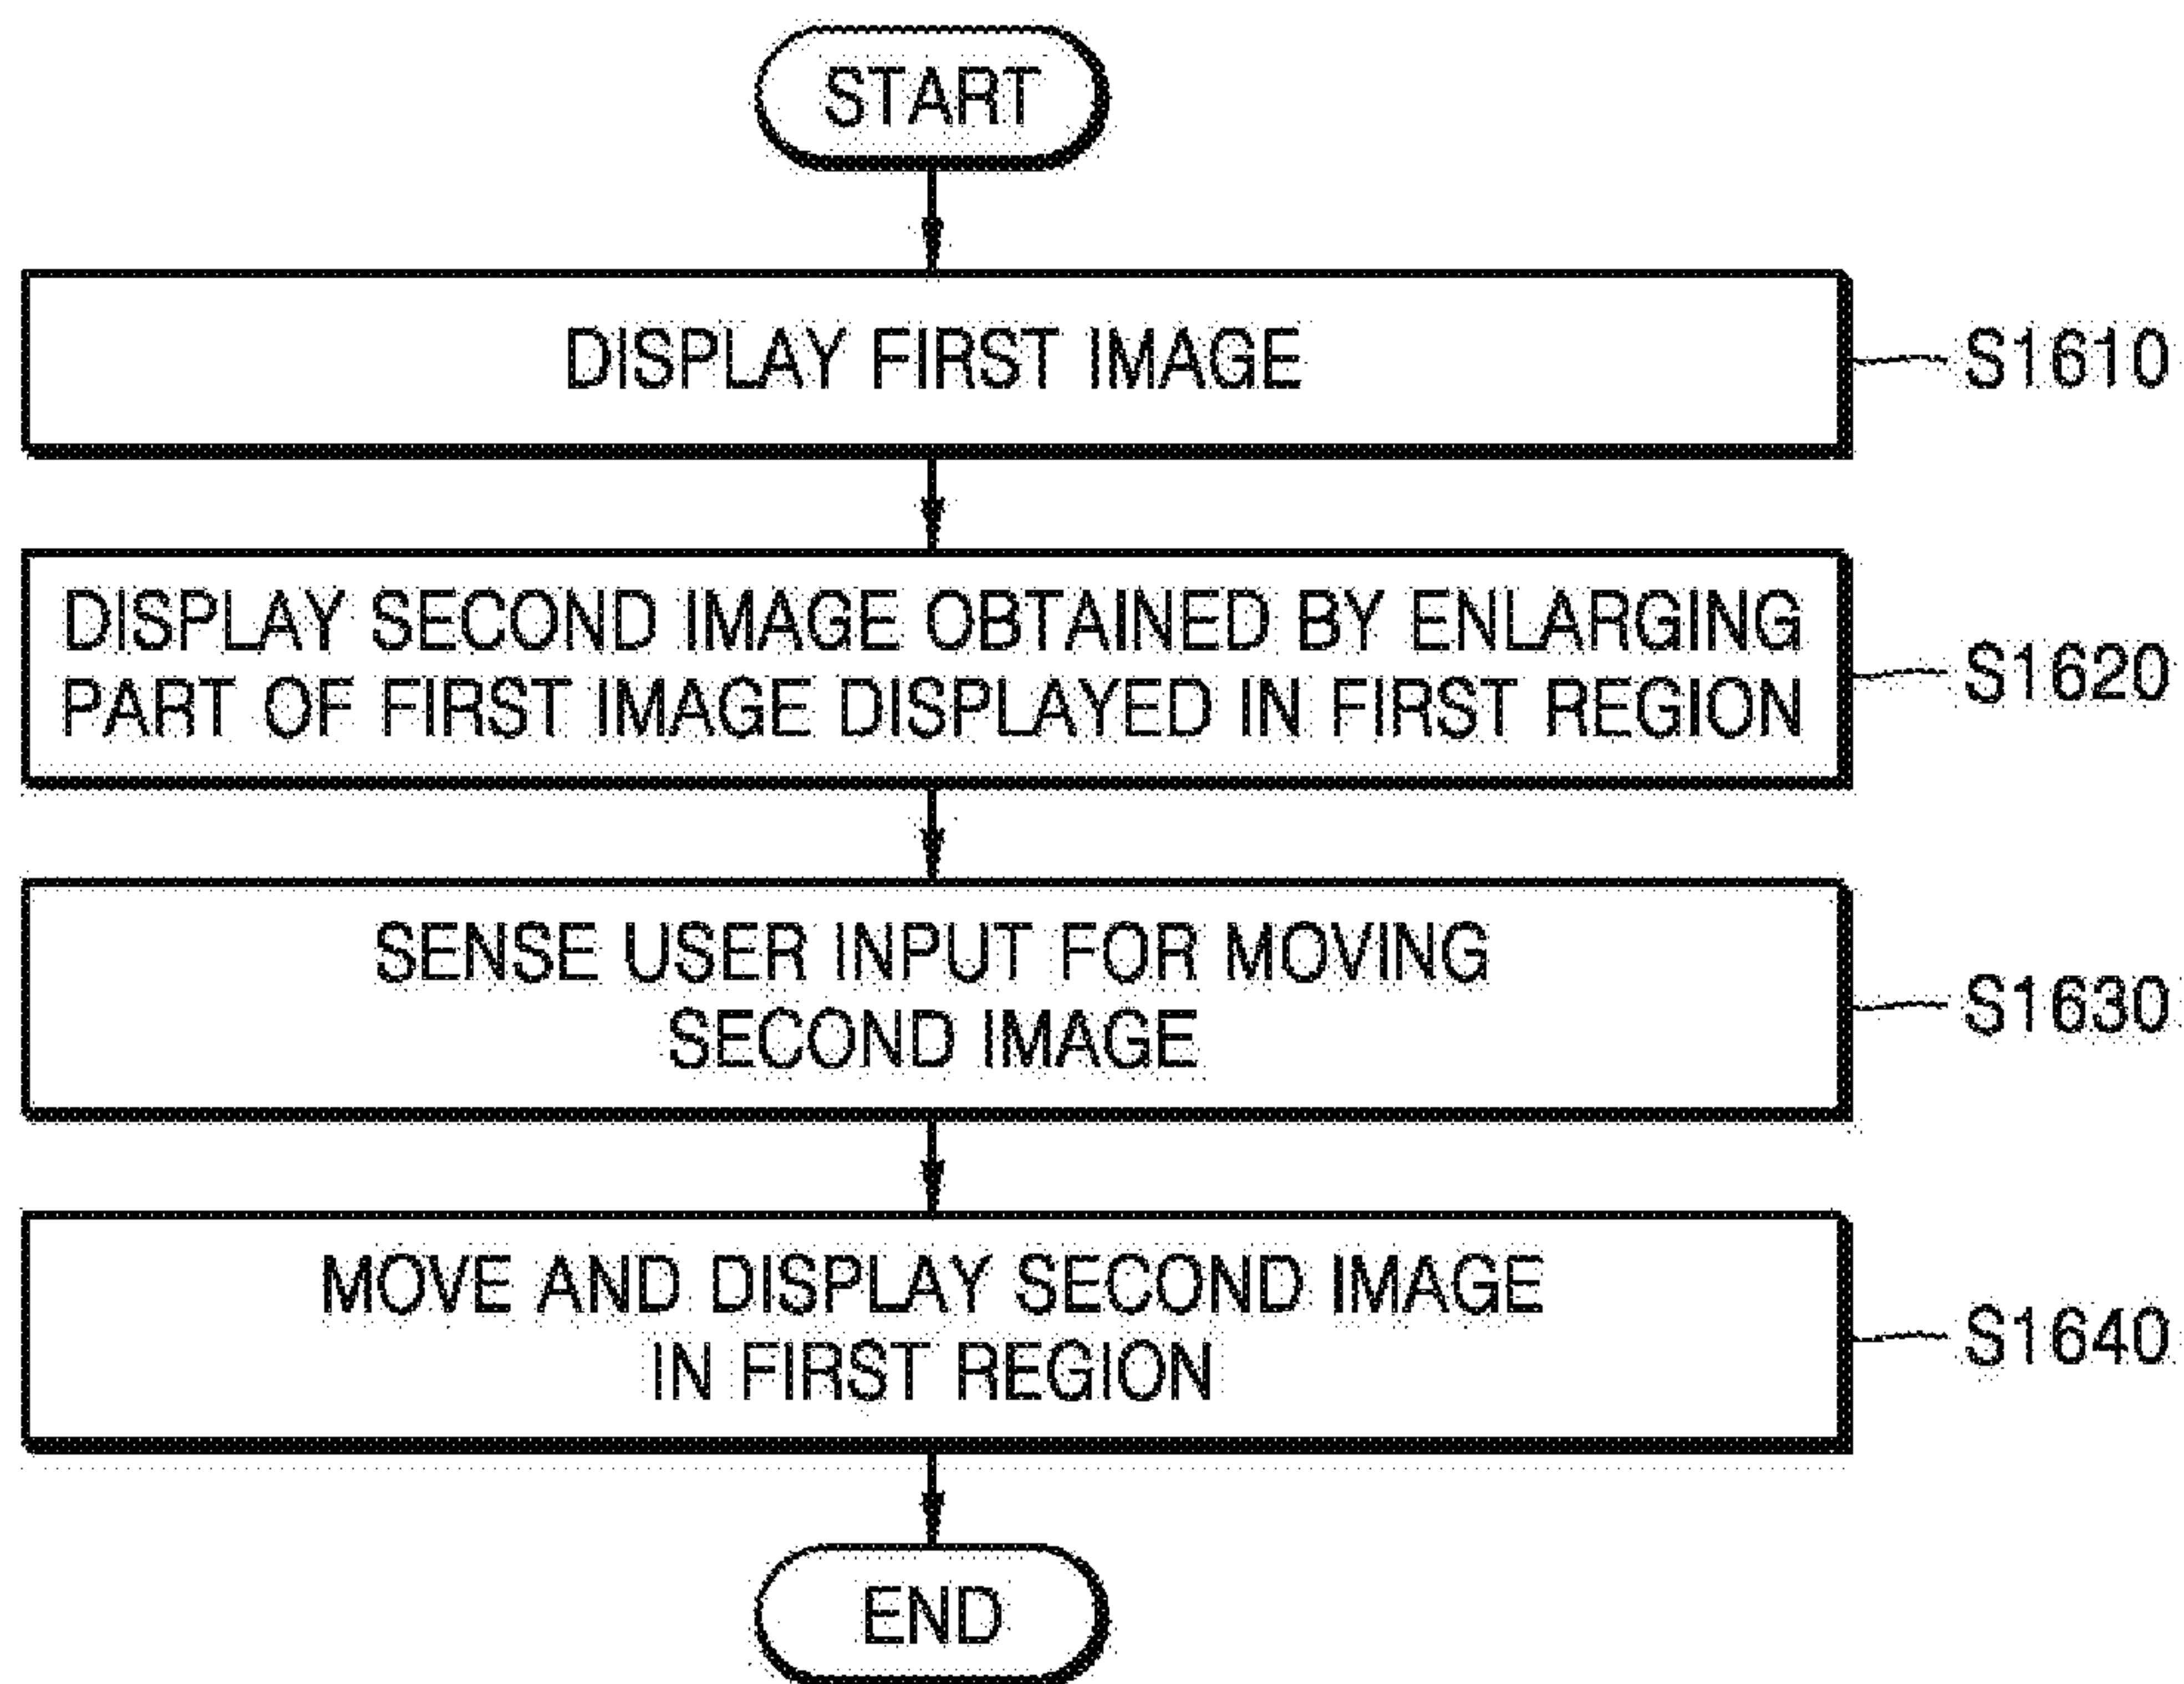 START
DISPLAY FIRST IMAGE
S1610
DISPLAY SECOND IMAGE OBTAINED BY ENLARGING
PART OF FIRST IMAGE DISPLAYED IN FIRST REGION
S1620
SENSE USER INPUT FOR MOVING
SECOND IMAGE
S1630
MOVE AND DISPLAY SECOND IMAGE
IN FIRST REGION
S1640
END